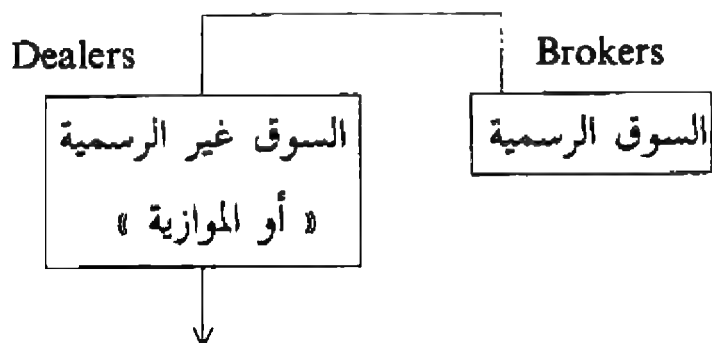 Dealers
Brokers
السوق الرسمية
السوق غير الرسمية
« أو الموازية »